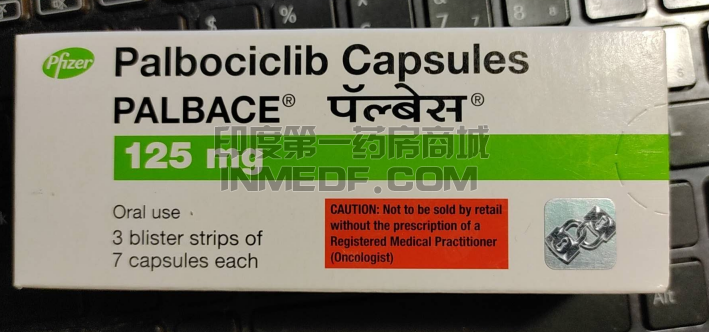 Pfizer
Palbociclib Capsules
PALBACE® पॅल्बेस®
125 mg
印度第一药房商城
INMEDF.COM
Oral use
3 blister strips of
7 capsules each
CAUTION: Not to be sold by retail
without the prescription of a
Registered Medical Practitioner
(Oncologist)
%
Alt